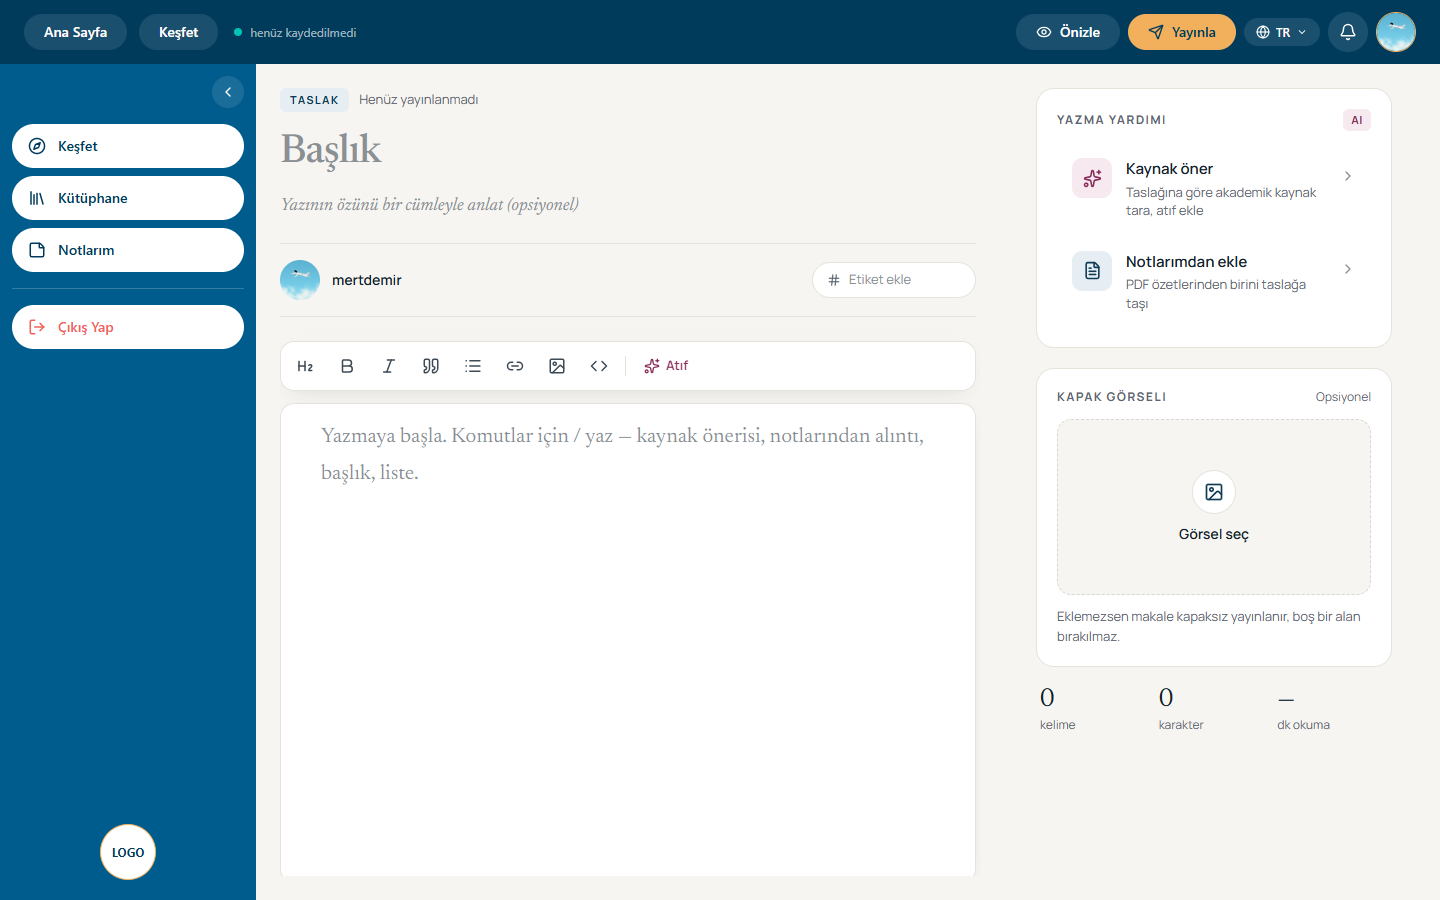 Ana Sayfa
Keşfet
henüz kaydedilmedi
Önizle
Yayınla
TR
Keşfet
Kütüphane
Notlarım
Çıkış Yap
LOGO
TASLAK
Henüz yayınlanmadı
Başlık
Yazının özünü bir cümleyle anlat (opsiyonel)
mertdemir
# Etiket ekle
H2
B
I
Atıf
Yazmaya başla. Komutlar için / yaz — kaynak önerisi, notlarından alıntı,
başlık, liste.
YAZMA YARDIMI
AI
Kaynak öner
Taslağına göre akademik kaynak
tara, atıf ekle
Notlarımdan ekle
PDF özetlerinden birini taslağa
taşı
KAPAK GÖRSELİ
Opsiyonel
Görsel seç
Eklemezsen makale kapaksız yayınlanır, boş bir alan
bırakılmaz.
0
kelime
0
karakter
—
dk okuma